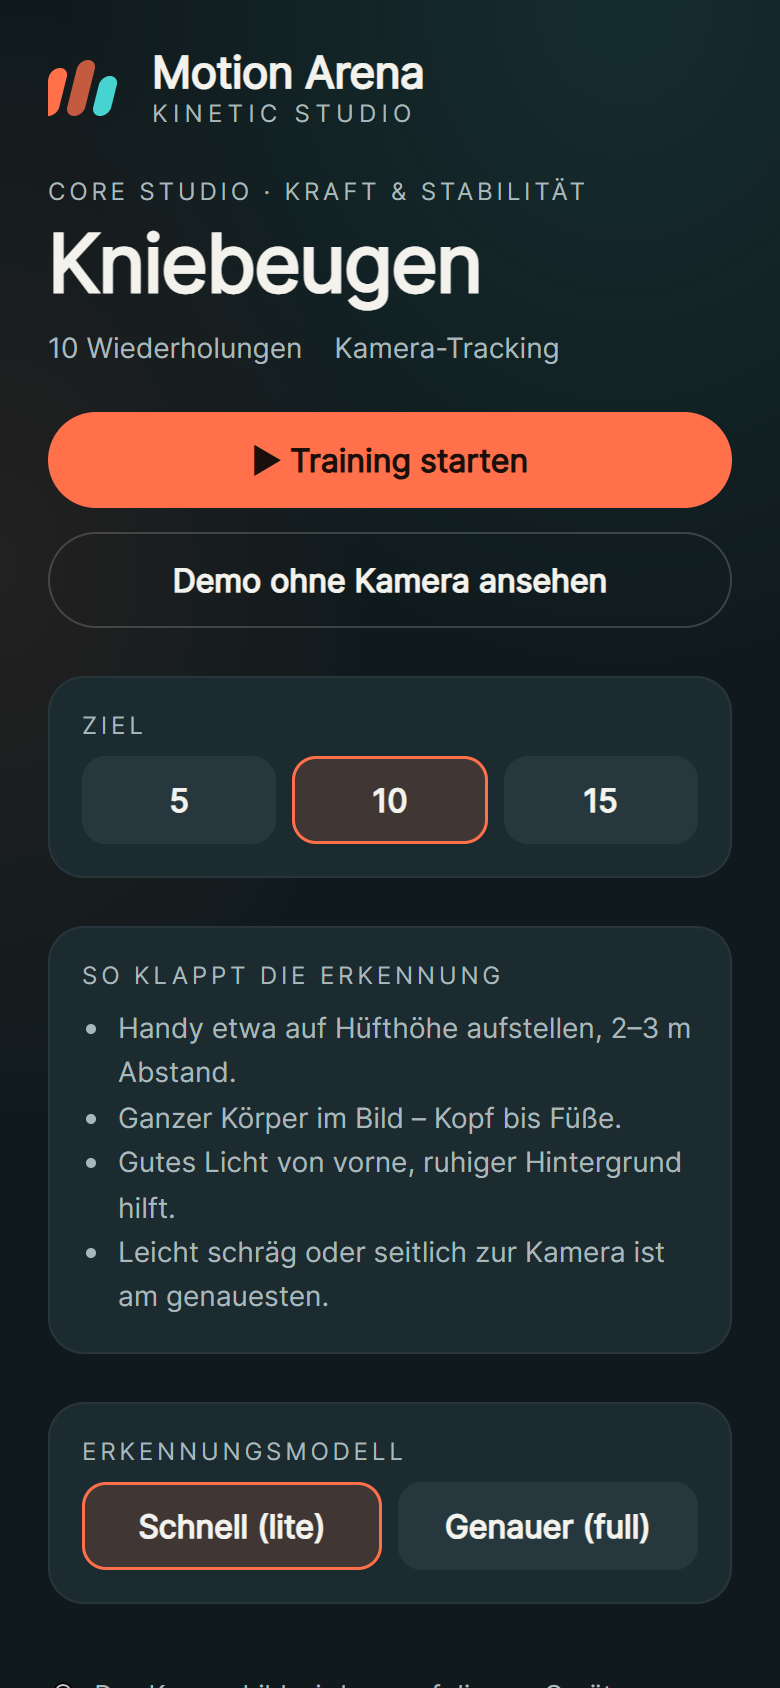 Motion Arena
KINETIC STUDIO
CORE STUDIO · KRAFT & STABILITÄT
Kniebeugen
10 Wiederholungen Kamera-Tracking
▶ Training starten
Demo ohne Kamera ansehen
ZIEL
5 10 15
SO KLAPPT DIE ERKENNUNG
• Handy etwa auf Hüfthöhe aufstellen, 2–3 m
Abstand.
• Ganzer Körper im Bild – Kopf bis Füße.
• Gutes Licht von vorne, ruhiger Hintergrund
hilft.
• Leicht schräg oder seitlich zur Kamera ist
am genauesten.
ERKENNUNGSMODELL
Schnell (lite) Genauer (full)